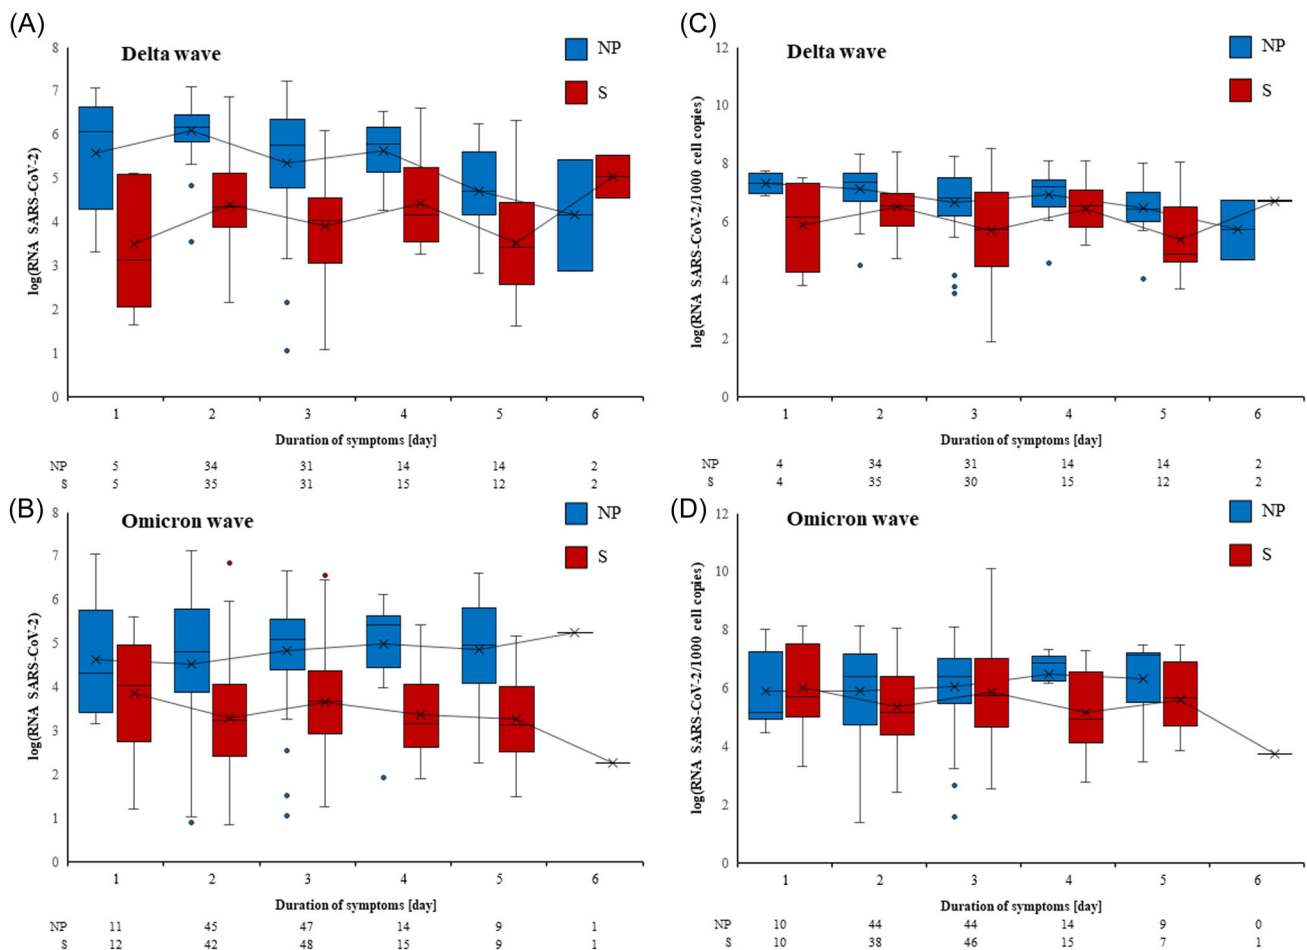 (A)
Delta wave
NP
S
log(RNA SARS-CoV-2)
8
7
6
5
4
3
2
1
0
1 2 3 4 5 6
Duration of symptoms [day]
NP 5 34 31 14 14 2
S 5 35 31 15 12 2
(C)
Delta wave
NP
S
log(RNA SARS-CoV-2/1000 cell copies)
12
10
8
6
4
2
0
1 2 3 4 5 6
Duration of symptoms [day]
NP 4 34 31 14 14 2
S 4 35 30 15 12 2
(B)
Omicron wave
NP
S
log(RNA SARS-CoV-2)
8
7
6
5
4
3
2
1
0
1 2 3 4 5 6
Duration of symptoms [day]
NP 11 45 47 14 9 1
S 12 42 48 15 9 1
(D)
Omicron wave
NP
S
log(RNA SARS-CoV-2/1000 cell copies)
12
10
8
6
4
2
0
1 2 3 4 5 6
Duration of symptoms [day]
NP 10 44 44 14 9 0
S 10 38 46 15 7 1